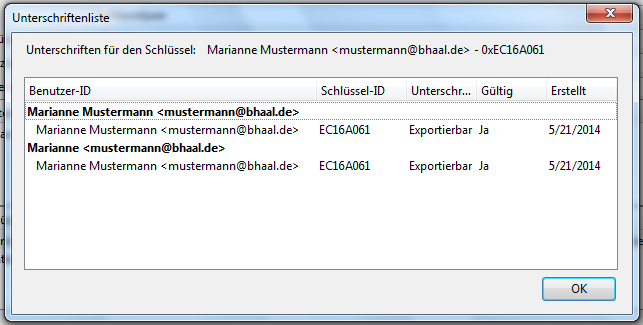 Unterschriftenliste
Unterschriften für den Schlüssel: Marianne Mustermann <mustermann@bhaal.de> - 0xEC16A061
Benutzer-ID Schlüssel-ID Unterschr... Gültig Erstellt
Marianne Mustermann <mustermann@bhaal.de>
Marianne Mustermann <mustermann@bhaal.de> EC16A061 Exportierbar Ja 5/21/2014
Marianne <mustermann@bhaal.de>
Marianne Mustermann <mustermann@bhaal.de> EC16A061 Exportierbar Ja 5/21/2014
OK